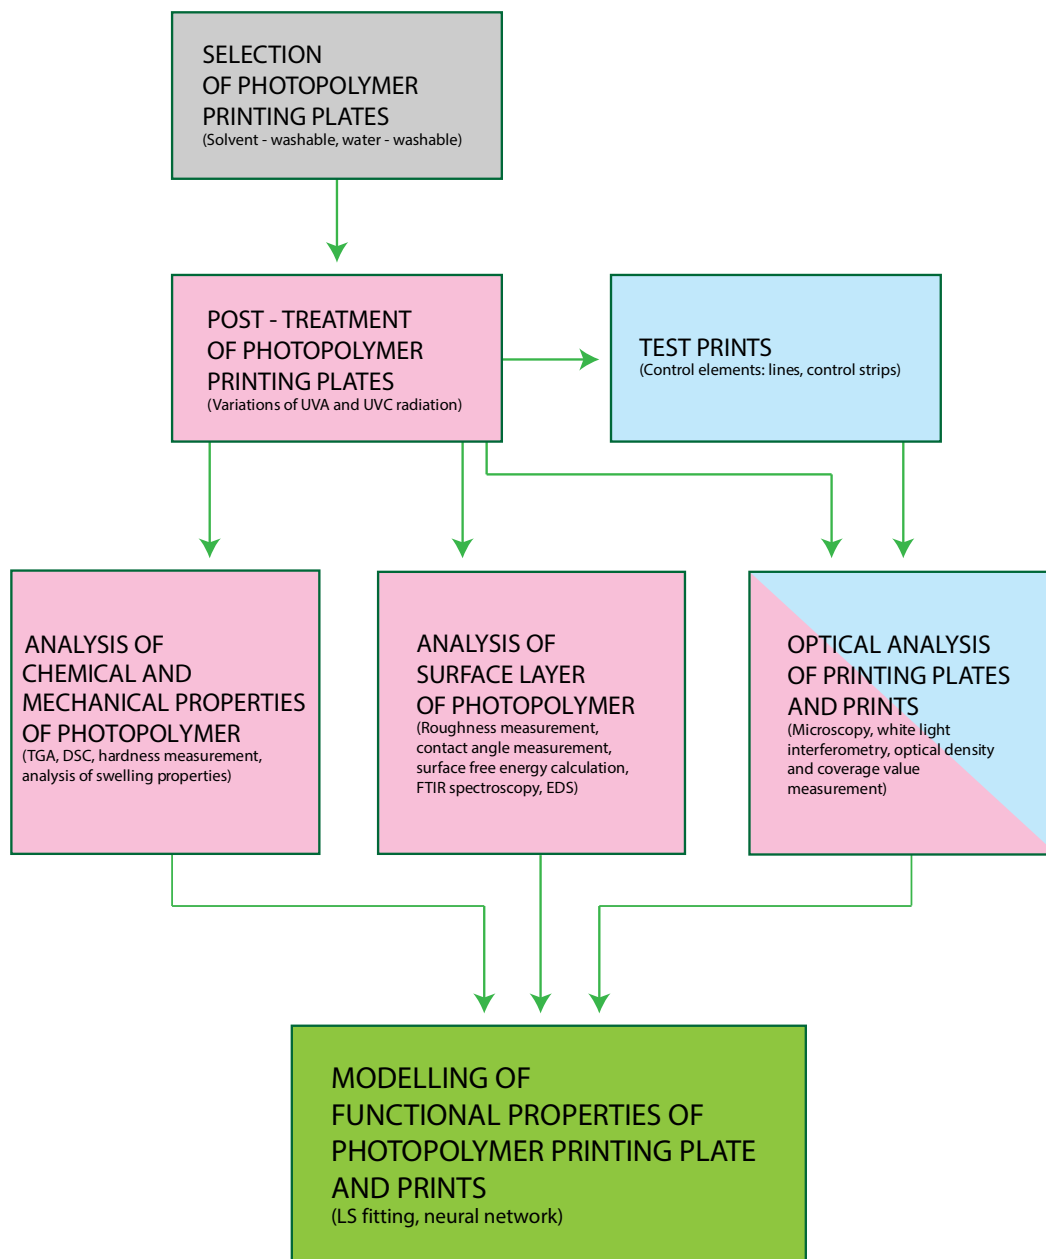 SELECTION
OF PHOTOPOLYMER
PRINTING PLATES
(Solvent - washable, water - washable)
POST - TREATMENT
OF PHOTOPOLYMER
PRINTING PLATES
(Variations of UVA and UVC radiation)
TEST PRINTS
(Control elements: lines, control strips)
ANALYSIS OF
CHEMICAL AND
MECHANICAL PROPERTIES
OF PHOTOPOLYMER
(TGA, DSC, hardness measurement,
analysis of swelling properties)
ANALYSIS OF
SURFACE LAYER
OF PHOTOPOLYMER
(Roughness measurement,
contact angle measurement,
surface free energy calculation,
FTIR spectroscopy, EDS)
OPTICAL ANALYSIS
OF PRINTING PLATES
AND PRINTS
(Microscopy, white light
interferometry, optical density
and coverage value
measurement)
MODELLING OF
FUNCTIONAL PROPERTIES OF
PHOTOPOLYMER PRINTING PLATE
AND PRINTS
(LS fitting, neural network)